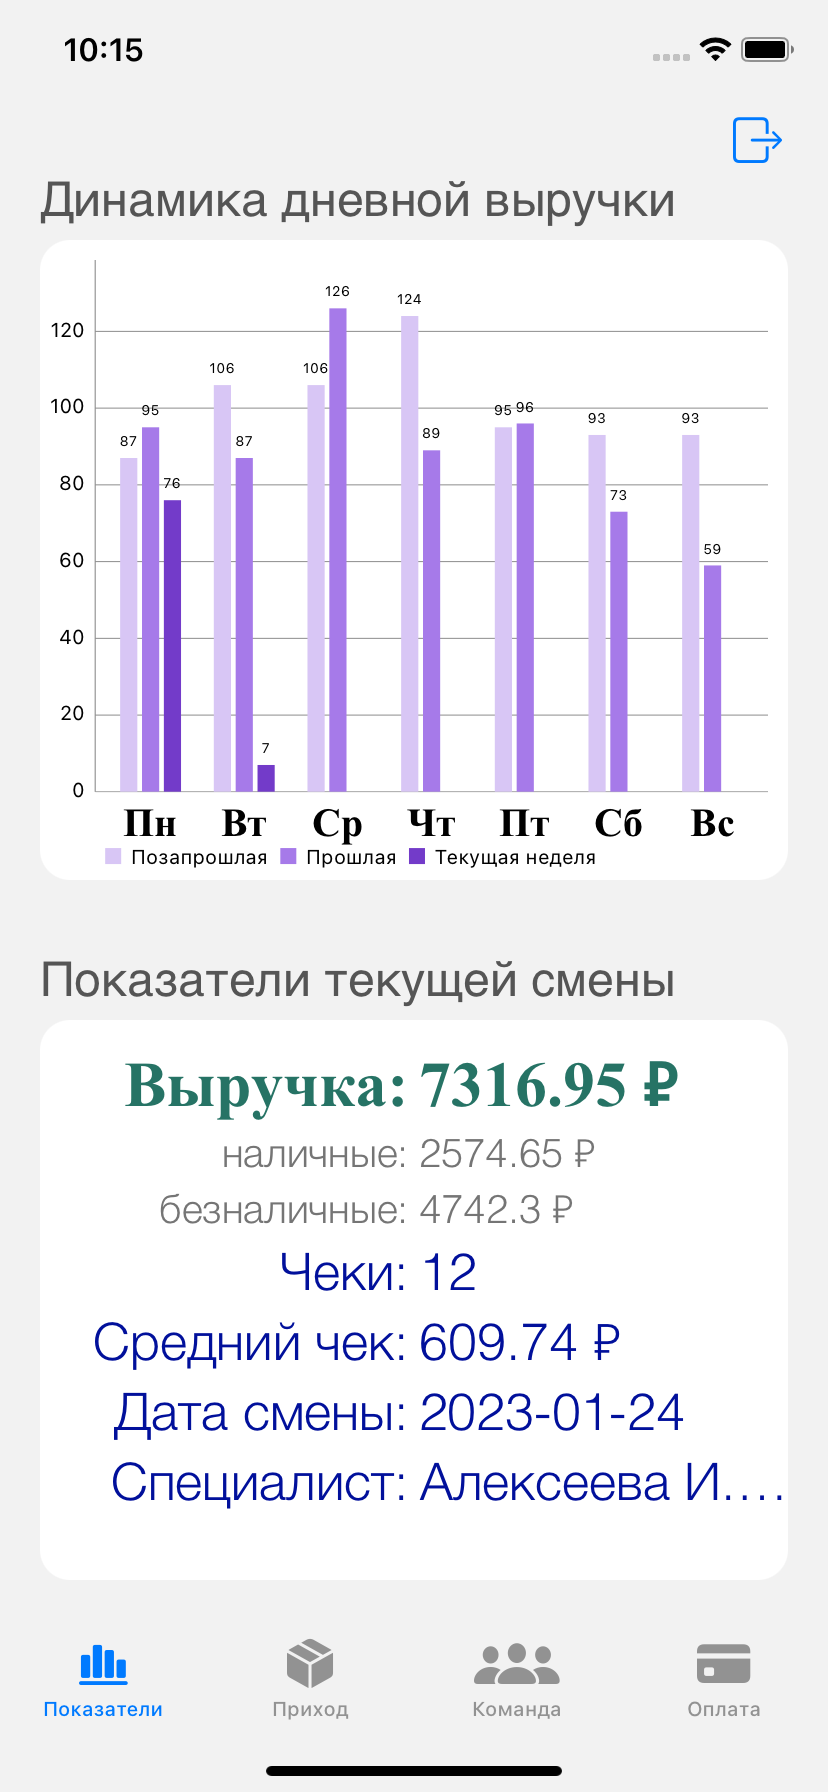 10:15
Динамика дневной выручки
126
124
120
106
106
100
95
95
96
93
93
87
87
89
80
76
73
60
59
40
20
7
0
Пн Вт Ср Чт Пт Сб Вс
Позапрошлая Прошлая Текущая неделя
Показатели текущей смены
Выручка: 7316.95 ₽
наличные: 2574.65 ₽
безналичные: 4742.3 ₽
Чеки: 12
Средний чек: 609.74 ₽
Дата смены: 2023-01-24
Специалист: Алексеева И....
Показатели Приход Команда Оплата